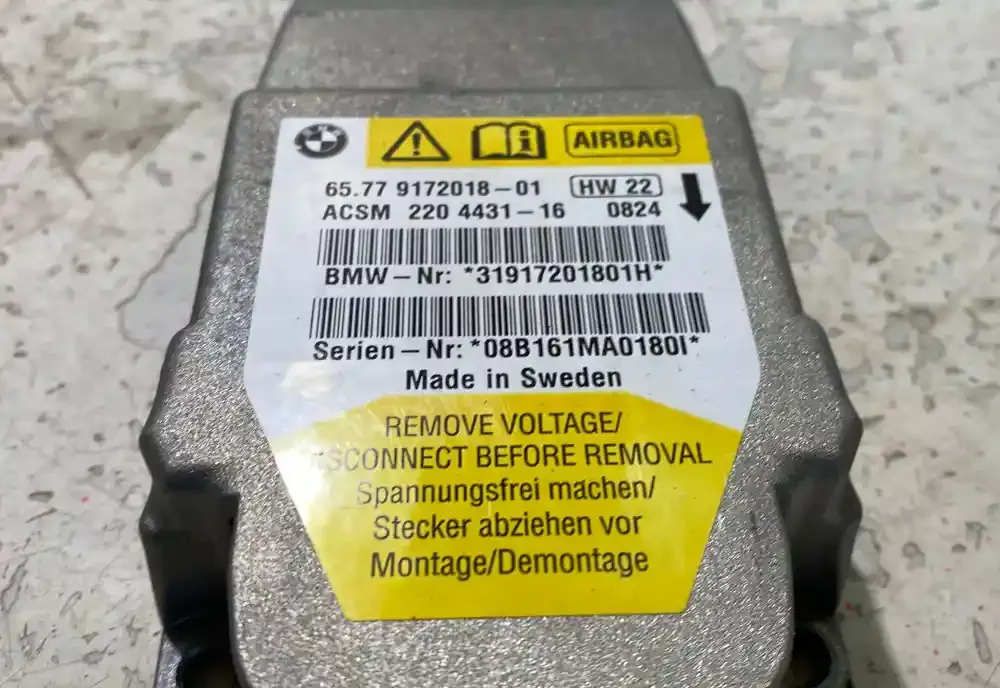 AIRBAG
65.77 9172018-01 HW 22
ACSM 220 4431-16 0824
BMW-Nr: *31917201801H*
Serien-Nr: *08B161MA0180I*
Made in Sweden
REMOVE VOLTAGE/
DISCONNECT BEFORE REMOVAL
Spannungsfrei machen/
Stecker abziehen vor
Montage/Demontage